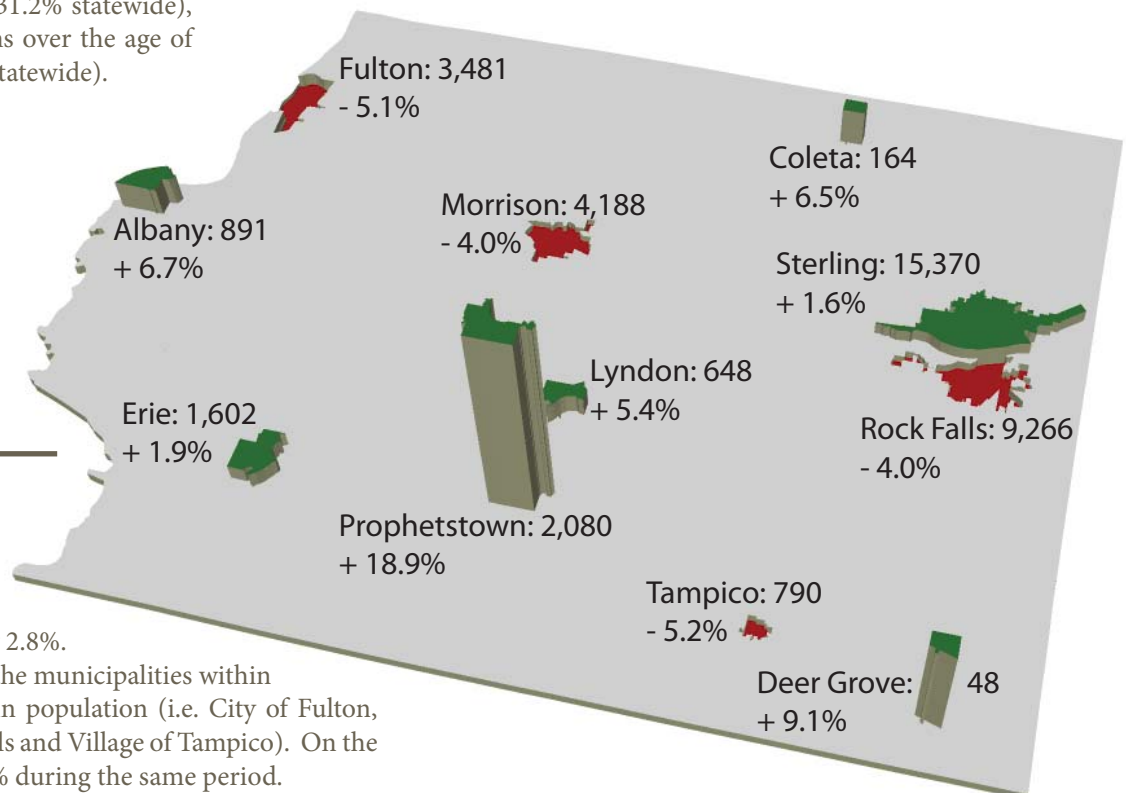 31.2% statewide),
ns over the age of
tatewide).
Fulton: 3,481
- 5.1%
Coleta: 164
+ 6.5%
Albany: 891
+ 6.7%
Morrison: 4,188
- 4.0%
Sterling: 15,370
+ 1.6%
Lyndon: 648
+ 5.4%
Erie: 1,602
+ 1.9%
Rock Falls: 9,266
- 4.0%
Prophetstown: 2,080
+ 18.9%
Tampico: 790
- 5.2%
Deer Grove: 48
+ 9.1%
2.8%.
he municipalities within
in population (i.e. City of Fulton,
ls and Village of Tampico). On the
% during the same period.